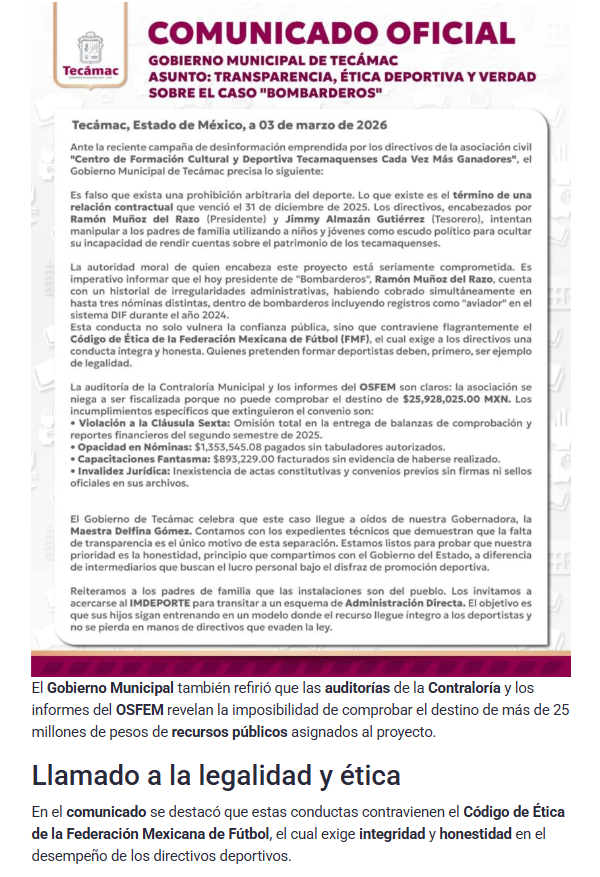 Tecámac
COMUNICADO OFICIAL
GOBIERNO MUNICIPAL DE TECÁMAC
ASUNTO: TRANSPARENCIA, ÉTICA DEPORTIVA Y VERDAD
SOBRE EL CASO "BOMBARDEROS"
Tecámac, Estado de México, a 03 de marzo de 2026
Ante la reciente campaña de desinformación emprendida por los directivos de la asociación civil
"Centro de Formación Cultural y Deportiva Tecamaquenses Cada Vez Más Ganadores", el
Gobierno Municipal de Tecámac precisa lo siguiente:
Es falso que exista una prohibición arbitraria del deporte. Lo que existe es el término de una
relación contractual que venció el 31 de diciembre de 2025. Los directivos, encabezados por
Ramón Muñoz del Razo (Presidente) y Jimmy Almazán Gutiérrez (Tesorero), intentan
manipular a los padres de familia utilizando a niños y jóvenes como escudo político para ocultar
su incapacidad de rendir cuentas sobre el patrimonio de los tecamaquenses.
La autoridad moral de quien encabeza este proyecto está seriamente comprometida. Es
imperativo informar que el hoy presidente de "Bombarderos", Ramón Muñoz del Razo, cuenta
con un historial de irregularidades administrativas, habiendo cobrado simultáneamente en
hasta tres nóminas distintas, dentro de bomberos incluyendo registros como "aviador" en el
sistema DIF durante el año 2024.
Esta conducta no solo vulnera la confianza pública, sino que contraviene flagrantemente el
Código de Ética de la Federación Mexicana de Fútbol (FMF), el cual exige a los directivos una
conducta íntegra y honesta. Quienes pretenden formar deportistas deben, primero, ser ejemplo
de legalidad.
La auditoría de la Contraloría Municipal y los informes del OSFEM son claros: la asociación se
niega a ser fiscalizada porque no puede comprobar el destino de $25,928,025.00 MXN. Los
incumplimientos específicos que extinguieron el convenio son:
• Violación a la Cláusula Sexta: Omisión total en la entrega de balanzas de comprobación y
reportes financieros del segundo semestre de 2025.
• Opacidad en Nóminas: $1,353,545.08 pagados sin tabuladores autorizados.
• Capacitaciones Fantasma: $893,229.00 facturados sin evidencia de haberse realizado.
• Invalidez Jurídica: Inexistencia de actas constitutivas y convenios previos sin firmas ni sellos
oficiales en sus archivos.
El Gobierno de Tecámac celebra que este caso llegue a oídos de nuestra Gobernadora, la
Maestra Delfina Gómez. Contamos con los expedientes técnicos que demuestran que la falta
de transparencia es el único motivo de esta separación. Estamos listos para probar que nuestra
prioridad es la honestidad, principio que compartimos con el Gobierno del Estado, a diferencia
de intermediarios que buscan el lucro personal bajo el disfraz de promoción deportiva.
Reiteramos a los padres de familia que las instalaciones son del pueblo. Los invitamos a
acercarse al IMDEPORTE para transitar a un esquema de Administración Directa. El objetivo es
que sus hijos sigan entrenando en un modelo donde el recurso llegue íntegro a los deportistas y
no se pierda en manos de directivos que evaden la ley.
El Gobierno Municipal también refirió que las auditorías de la Contraloría y los
informes del OSFEM revelan la imposibilidad de comprobar el destino de más de 25
millones de pesos de recursos públicos asignados al proyecto.
Llamado a la legalidad y ética
En el comunicado se destacó que estas conductas contravienen el Código de Ética
de la Federación Mexicana de Fútbol, el cual exige integridad y honestidad en el
desempeño de los directivos deportivos.